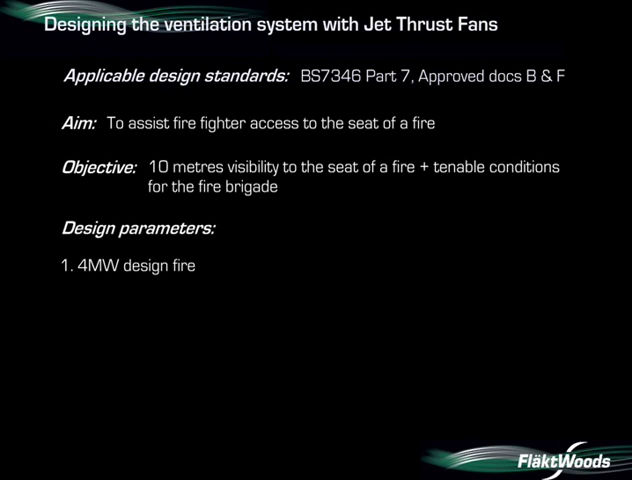 Designing the ventilation system with Jet Thrust Fans
Applicable design standards: BS7346 Part 7, Approved docs B & F
Aim: To assist fire fighter access to the seat of a fire
Objective: 10 metres visibility to the seat of a fire + tenable conditions
for the fire brigade
Design parameters:
1. 4MW design fire
FläktWoods